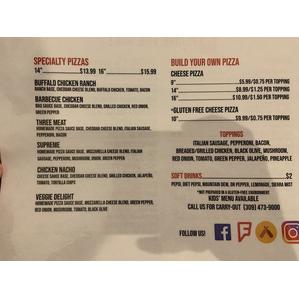 SPECIALTY PIZZAS
14" $13.99 16" $15.99
BUFFALO CHICKEN RANCH
RANCH, CHEDDAR CHEESE BLEND, BUFFALO CHICKEN, TOMATO, BACON
BARBECUE CHICKEN
BBQ SAUCE BASE, CHEDDAR CHEESE BLEND, GRILLED CHICKEN, RED ONION,
GREEN PEPPER
THREE MEAT
HOMEMADE PIZZA SAUCE BASE, CHEDDAR CHEESE BLEND, ITALIAN SAUSAGE,
PEPPERONI, BACON
SUPREME
HOMEMADE PIZZA SAUCE BASE, MOZZARELLA CHEESE BLEND, ITALIAN
SAUSAGE, PEPPERONI, MUSHROOM, ONION, GREEN PEPPER
CHICKEN NACHO
CHEESE SAUCE BASE, CHEDDAR CHEESE BLEND, GRILLED CHICKEN, JALAPEÑO,
TOMATO, TORTILLA CHIPS
VEGGIE DELIGHT
HOMEMADE PIZZA SAUCE BASE, MOZZARELLA CHEESE BLEND, GREEN PEPPER,
RED ONION, MUSHROOM, TOMATO, BLACK OLIVE
BUILD YOUR OWN PIZZA
CHEESE PIZZA
9" $5.99/$0.75 PER TOPPING
14" $8.99/$1.25 PER TOPPING
16" $10.99/$1.50 PER TOPPING
*GLUTEN FREE CHEESE PIZZA
10" $9.99/$0.75 PER TOPPING
TOPPINGS
ITALIAN SAUSAGE, PEPPERONI, BACON,
BREADED/GRILLED CHICKEN, BLACK OLIVE, MUSHROOM,
RED ONION, TOMATO, GREEN PEPPER, JALAPEÑO, PINEAPPLE
SOFT DRINKS $2
PEPSI, DIET PEPSI, MOUNTAIN DEW, DR PEPPER, LEMONADE, SIERRA MIST
*NOT PREPARED IN A GLUTEN-FREE ENVIRONMENT
KIDS' MENU AVAILABLE
CALL US FOR CARRY-OUT (309) 473-9000
FOLLOW US: